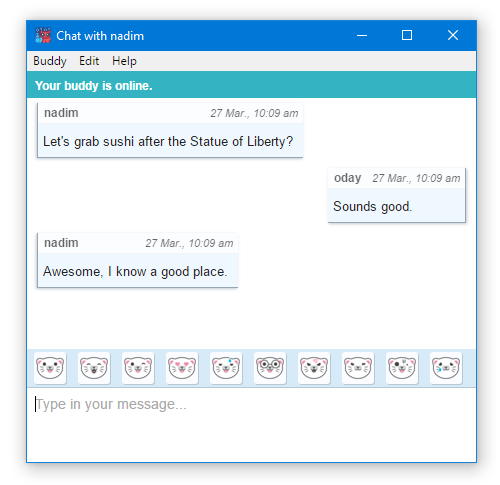 Chat with nadim
Buddy Edit Help
Your buddy is online.
nadim 27 Mar., 10:09 am
Let's grab sushi after the Statue of Liberty?
oday 27 Mar., 10:09 am
Sounds good.
nadim 27 Mar., 10:09 am
Awesome, I know a good place.
Type in your message...